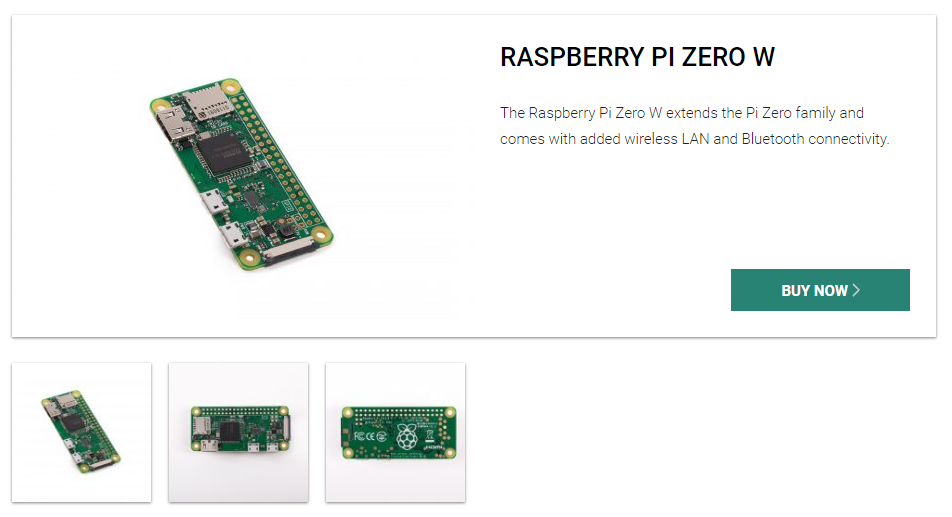 RASPBERRY PI ZERO W
The Raspberry Pi Zero W extends the Pi Zero family and
comes with added wireless LAN and Bluetooth connectivity.
BUY NOW